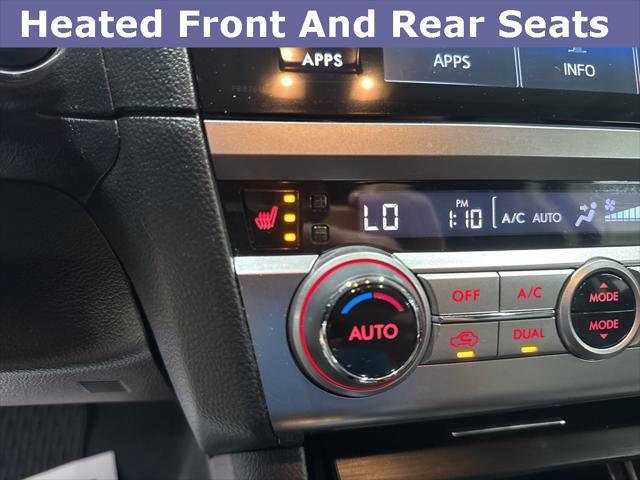 Heated Front And Rear Seats
APPS
APPS
INFO
LO
PM
1:10
A/C AUTO
OFF
A/C
MODE
AUTO
DUAL
MODE